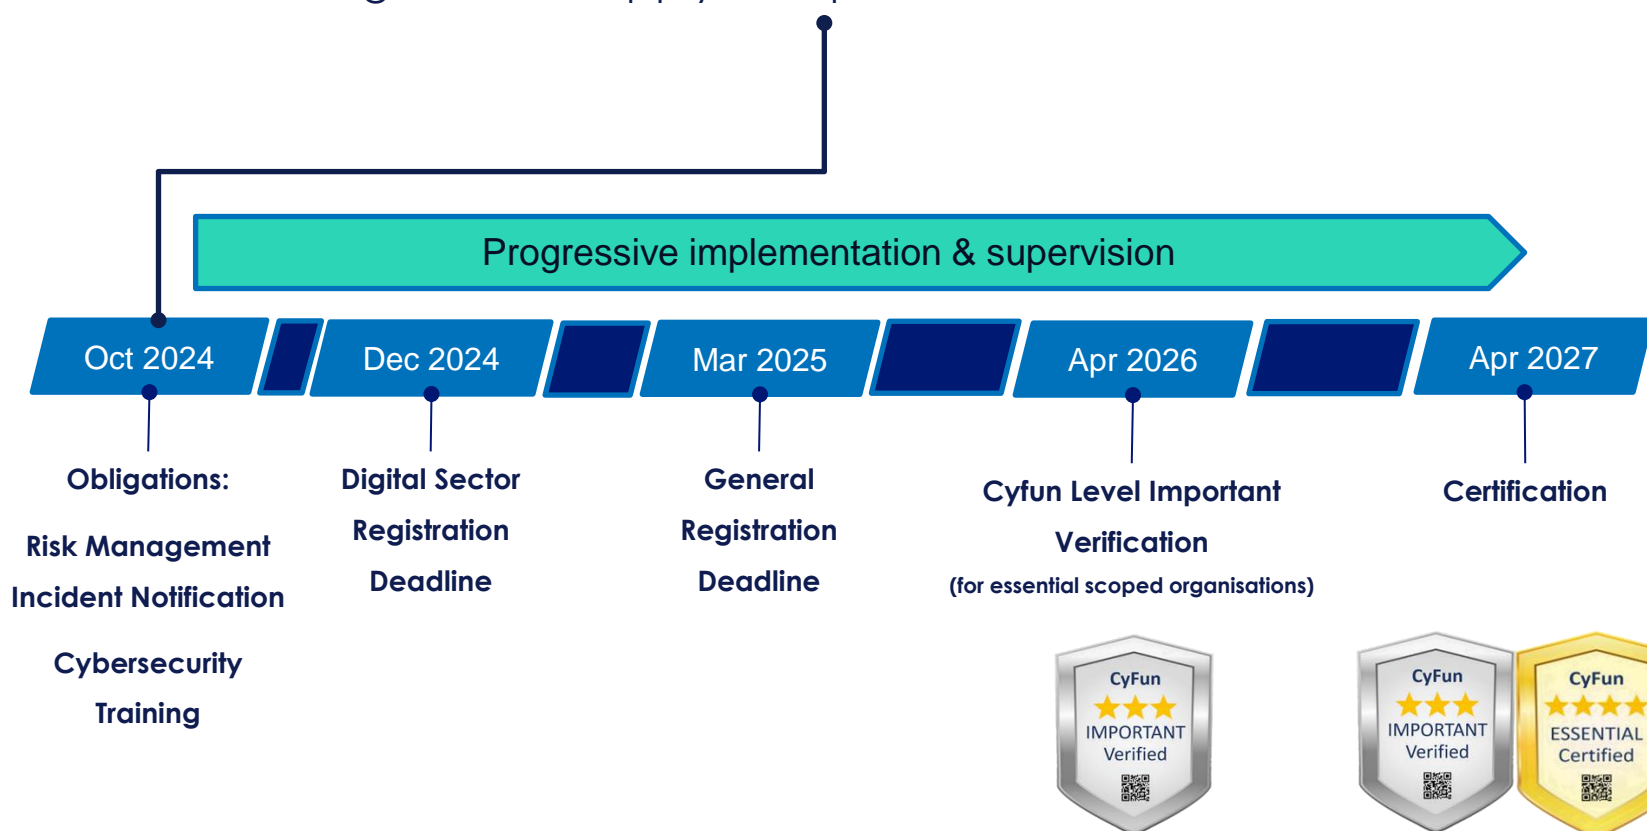 Progressive implementation & supervision
Oct 2024
Dec 2024
Mar 2025
Apr 2026
Apr 2027
Obligations:
Risk Management
Incident Notification
Cybersecurity
Training
Digital Sector
Registration
Deadline
General
Registration
Deadline
Cyfun Level Important
Verification
(for essential scoped organisations)
Certification
CyFun
IMPORTANT
Verified
CyFun
IMPORTANT
Verified
CyFun
ESSENTIAL
Certified